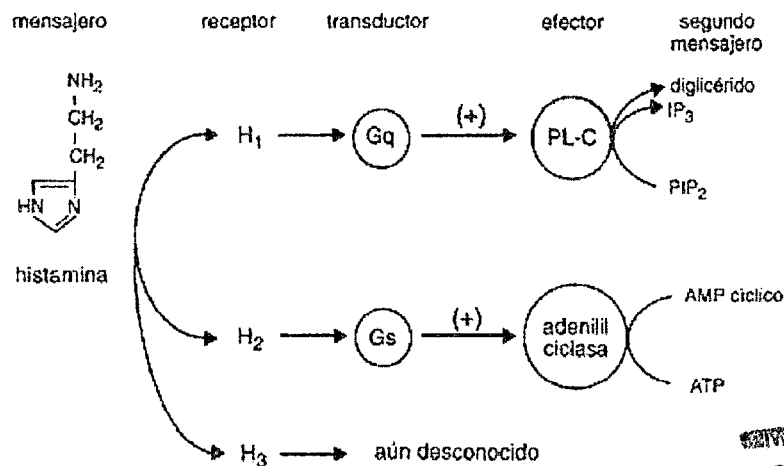 mensajero receptor transductor efector segundo
mensajero
NH2
CH2
CH2
HN N
histamina
H1 Gq (+) PL-C diglicérido
IP3
PIP2
H2 Gs (+) adenilil
ciclasa
AMP cíclico
ATP
H3 aún desconocido